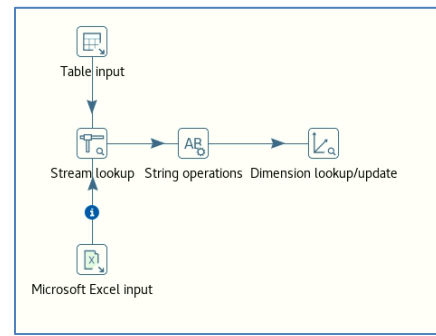 Table input
Stream lookup
String operations
Dimension lookup/update
Microsoft Excel input